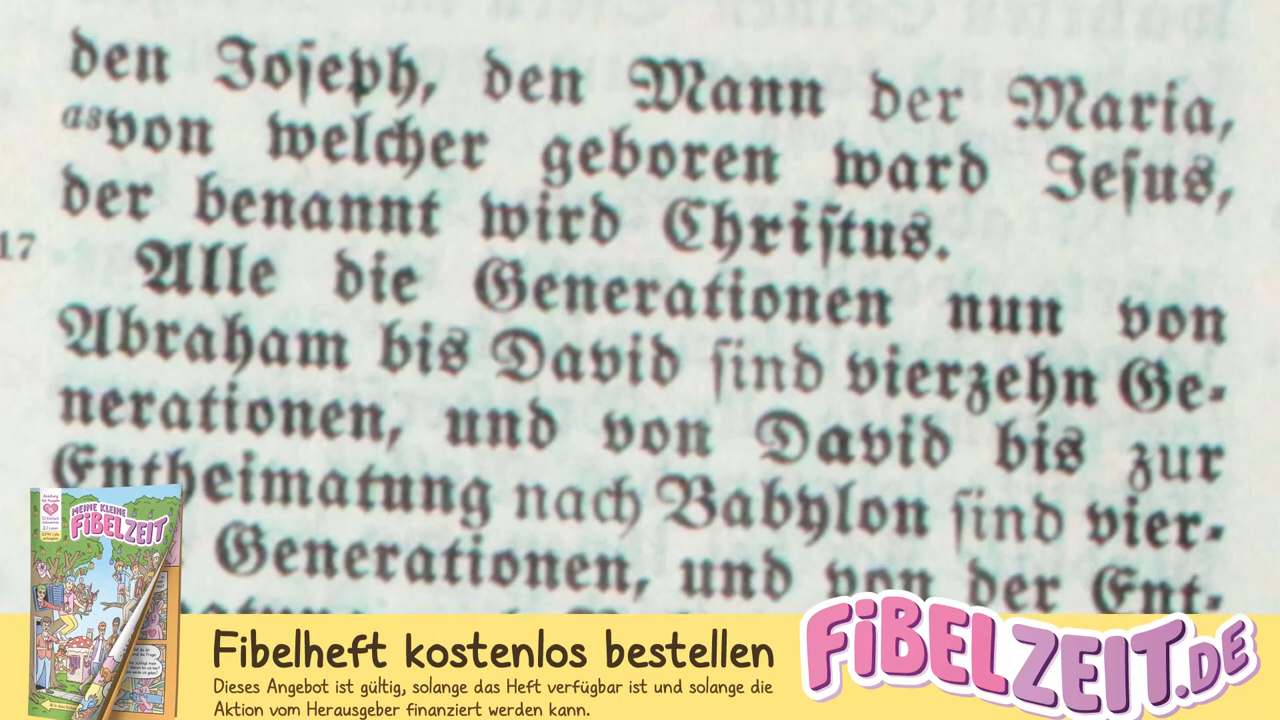 den Joseph, den Mann der Maria,
asvon welcher geboren ward Jesus,
der benannt wird Christus.
17 Alle die Generationen nun von
Abraham bis David sind vierzehn Ge-
nerationen, und von David bis zur
Entheimatung nach Babylon sind vier-
Generationen, und von der Ent-
MEINE KLEINE
FiBELZEiT
Fibelheft kostenlos bestellen
Dieses Angebot ist gültig, solange das Heft verfügbar ist und solange die
Aktion vom Herausgeber finanziert werden kann.
FiBELZEIT.DE